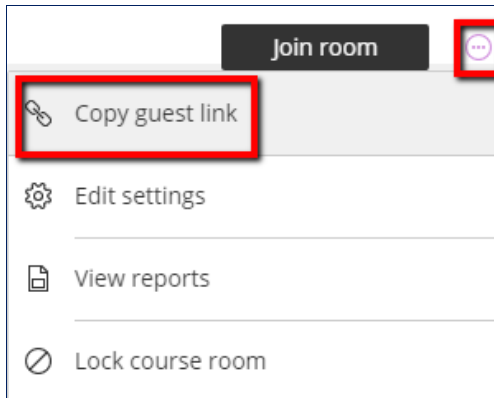 Join room
Copy guest link
Edit settings
View reports
Lock course room